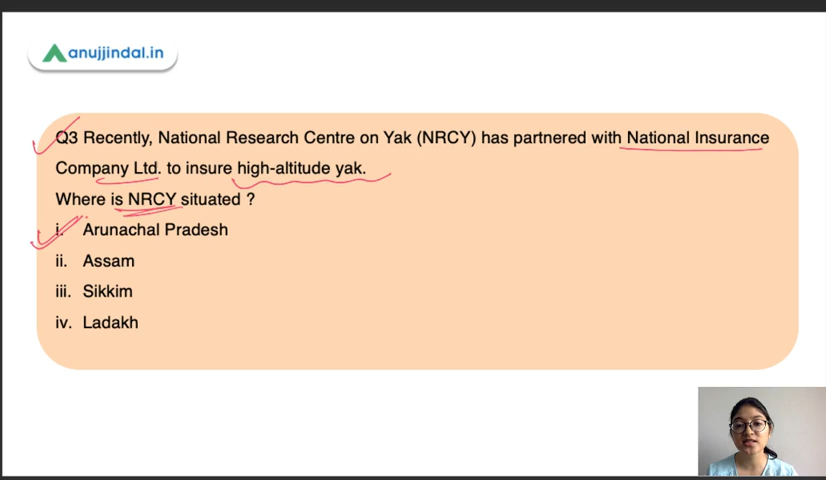 anujjindal.in
Q3 Recently, National Research Centre on Yak (NRCY) has partnered with National Insurance
Company Ltd. to insure high-altitude yak.
Where is NRCY situated ?
i. Arunachal Pradesh
ii. Assam
iii. Sikkim
iv. Ladakh